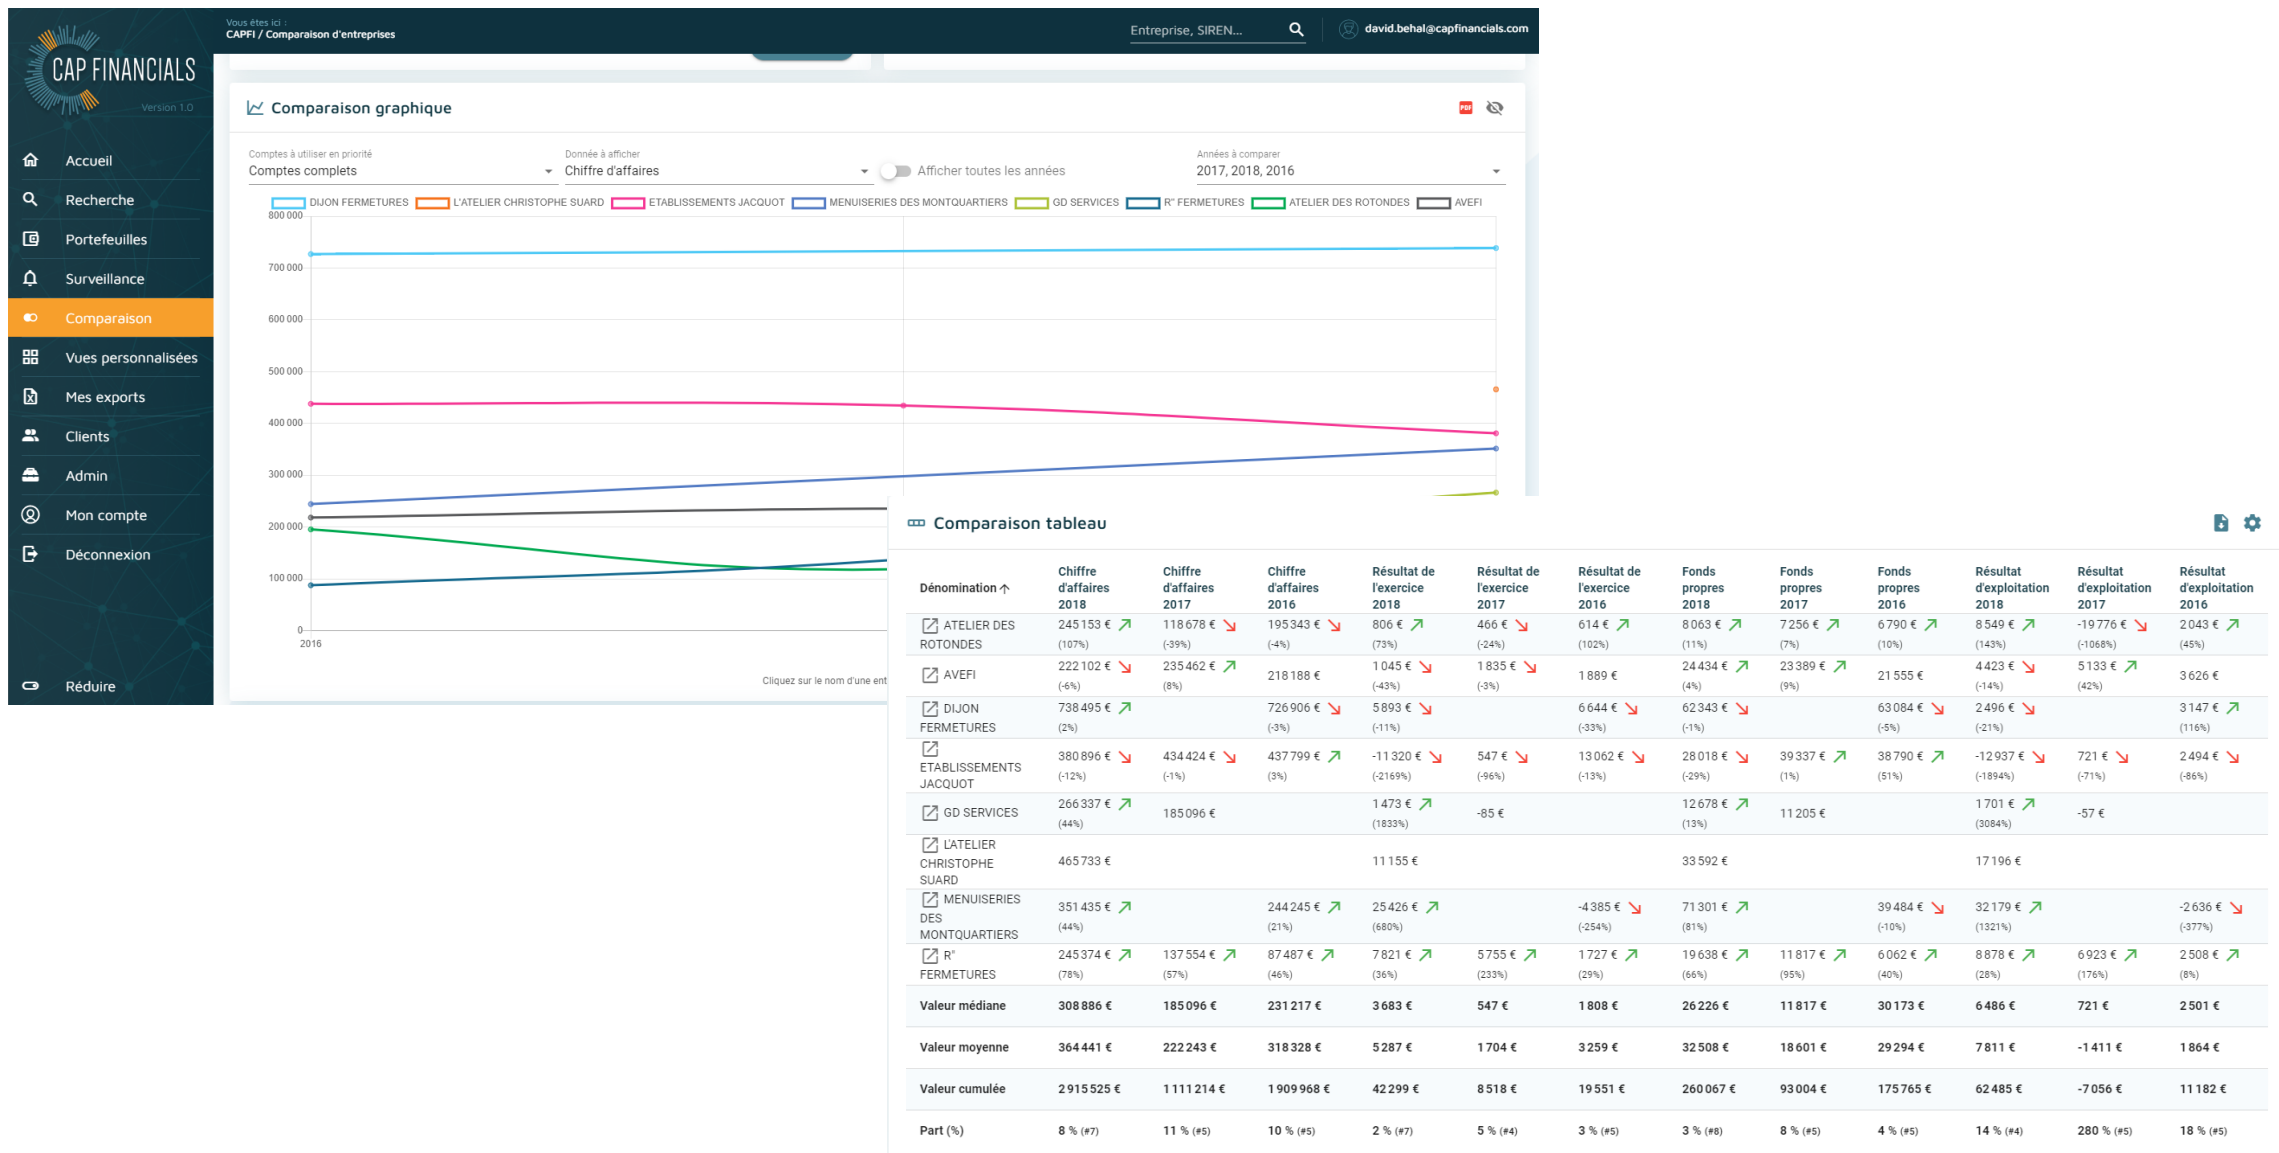 Vous êtes ici :
CAPFI / Comparaison d'entreprises
Entreprise, SIREN...
david.behal@capfinancials.com
CAP FINANCIALS
Version 1.0
Accueil
Recherche
Portefeuilles
Surveillance
Comparaison
Vues personnalisées
Mes exports
Clients
Admin
Mon compte
Déconnexion
Réduire
Comparaison graphique
PDF
Comptes à utiliser en priorité
Comptes complets
Donnée à afficher
Chiffre d'affaires
Afficher toutes les années
Années à comparer
2017, 2018, 2016
DIJON FERMETURES L'ATELIER CHRISTOPHE SUARD ETABLISSEMENTS JACQUOT MENUISERIES DES MONTQUARTIERS GD SERVICES R" FERMETURES ATELIER DES ROTONDES AVEFI
800 000
700 000
600 000
500 000
400 000
300 000
200 000
100 000
0
2016
Cliquez sur le nom d'une ent
Comparaison tableau
Dénomination
Chiffre d'affaires 2018
Chiffre d'affaires 2017
Chiffre d'affaires 2016
Résultat de l'exercice 2018
Résultat de l'exercice 2017
Résultat de l'exercice 2016
Fonds propres 2018
Fonds propres 2017
Fonds propres 2016
Résultat d'exploitation 2018
Résultat d'exploitation 2017
Résultat d'exploitation 2016
ATELIER DES ROTONDES
245 153 € 118 678 € 195 343 € 806 € 466 € 614 € 8 063 € 7 256 € 6 790 € 8 549 € -19 776 € 2 043 €
(107%) (-39%) (-4%) (73%) (-24%) (102%) (11%) (7%) (10%) (143%) (-1068%) (45%)
AVEFI
222 102 € 235 462 € 218 188 € 1 045 € 1 835 € 1 889 € 24 434 € 23 389 € 21 555 € 4 423 € 5 133 € 3 626 €
(-6%) (8%) (-43%) (-3%) (4%) (9%) (-14%) (42%)
DIJON FERMETURES
738 495 € 726 906 € 5 893 € 6 644 € 62 343 € 63 084 € 2 496 € 3 147 €
(2%) (-3%) (-11%) (-33%) (-1%) (-5%) (-21%) (116%)
ETABLISSEMENTS JACQUOT
380 896 € 434 424 € 437 799 € -11 320 € 547 € 13 062 € 28 018 € 39 337 € 38 790 € -12 937 € 721 € 2 494 €
(-12%) (-1%) (3%) (-2169%) (-96%) (-13%) (-29%) (1%) (51%) (-1894%) (-71%) (-86%)
GD SERVICES
266 337 € 185 096 € 1 473 € -85 € 12 678 € 11 205 € 1 701 € -57 €
(44%) (1833%) (13%) (3084%)
L'ATELIER CHRISTOPHE SUARD
465 733 € 11 155 € 33 592 € 17 196 €
MENUISERIES DES MONTQUARTIERS
351 435 € 244 245 € 25 426 € -4 385 € 71 301 € 39 484 € 32 179 € -2 636 €
(44%) (21%) (680%) (-254%) (81%) (-10%) (1321%) (-377%)
R" FERMETURES
245 374 € 137 554 € 87 487 € 7 821 € 5 755 € 1 727 € 19 638 € 11 817 € 6 062 € 8 878 € 6 923 € 2 508 €
(78%) (57%) (46%) (36%) (233%) (29%) (66%) (95%) (40%) (28%) (176%) (8%)
Valeur médiane 308 886 € 185 096 € 231 217 € 3 683 € 547 € 1 808 € 26 226 € 11 817 € 30 173 € 6 486 € 721 € 2 501 €
Valeur moyenne 364 441 € 222 243 € 318 328 € 5 287 € 1 704 € 3 259 € 32 508 € 18 601 € 29 294 € 7 811 € -1 411 € 1 864 €
Valeur cumulée 2 915 525 € 1 111 214 € 1 909 968 € 42 299 € 8 518 € 19 551 € 260 067 € 93 004 € 175 765 € 62 485 € -7 056 € 11 182 €
Part (%) 8 % (#7) 11 % (#5) 10 % (#5) 2 % (#7) 5 % (#4) 3 % (#5) 3 % (#8) 8 % (#5) 4 % (#5) 14 % (#4) 280 % (#5) 18 % (#5)